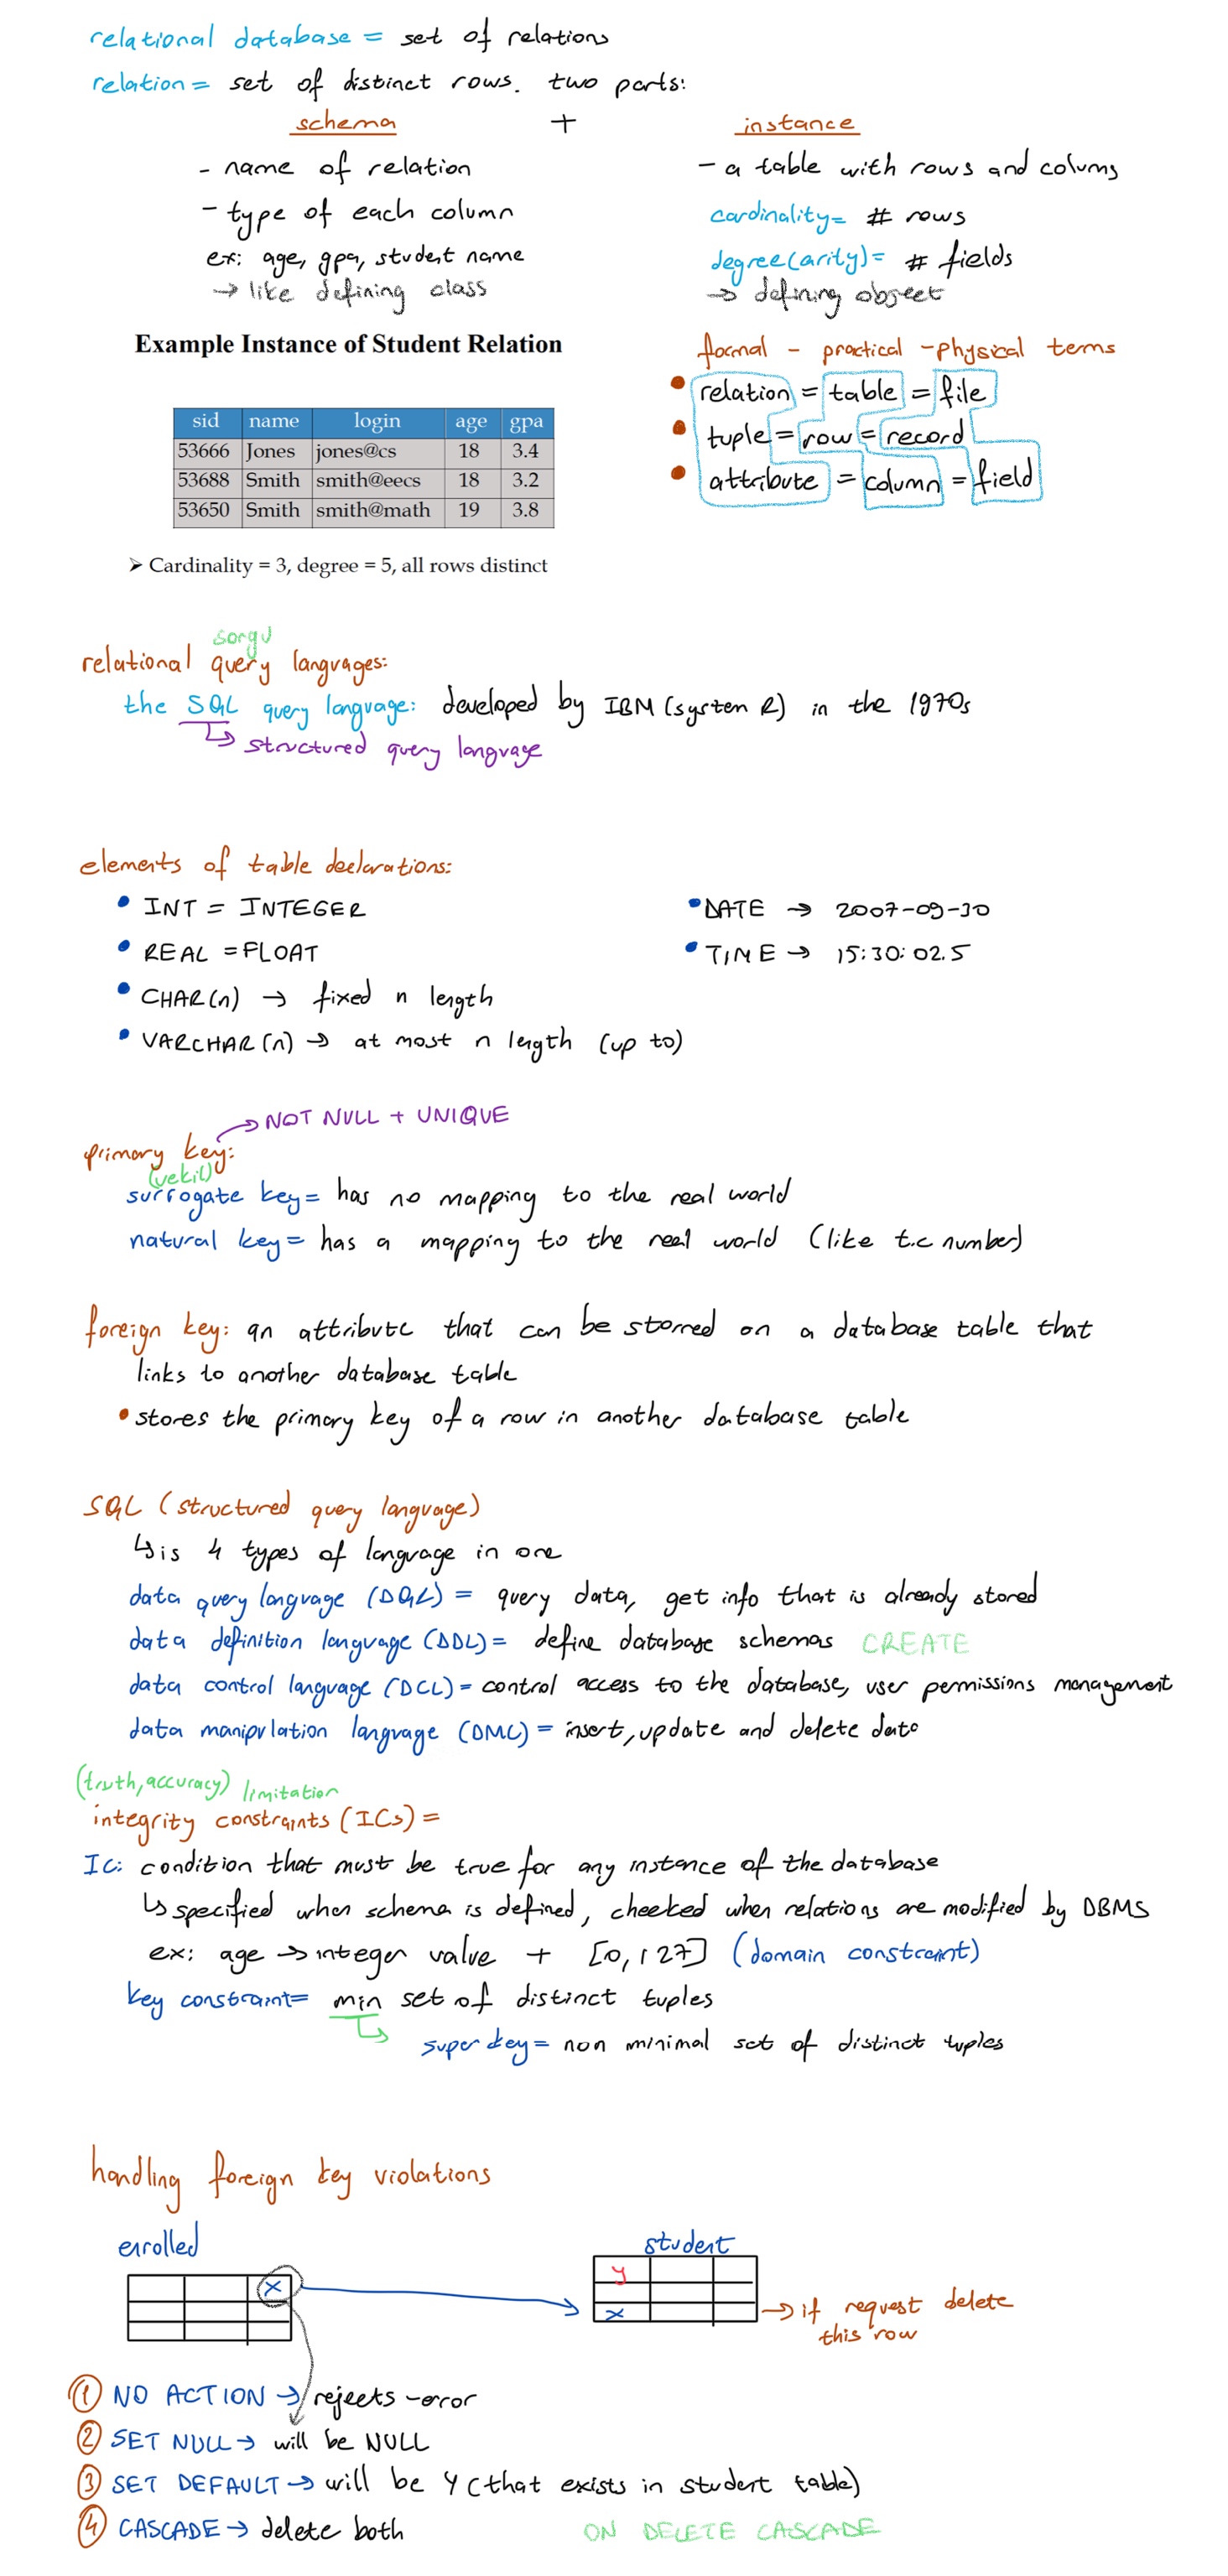 relational database = set of relations
relation = set of distinct rows. two parts:
schema + instance
- name of relation
- type of each column
ex: age, gpa, student name
→ like defining class
- a table with rows and colums
cardinality= # rows
degree(arity)= # fields
→ defining object
Example Instance of Student Relation
sid name login age gpa
53666 Jones jones@cs 18 3.4
53688 Smith smith@eecs 18 3.2
53650 Smith smith@math 19 3.8
➤ Cardinality = 3, degree = 5, all rows distinct
formal - practical - physical terms
• relation = table = file
• tuple = row = record
• attribute = column = field
sorgu
relational query languages:
the SQL query language: developed by IBM (system R) in the 1970s
↳ structured query language
elements of table declarations:
• INT = INTEGER
• REAL = FLOAT
• CHAR(n) → fixed n length
• VARCHAR(n) → at most n length (up to)
• DATE → 2007-09-30
• TIME → 15:30:02.5
→ NOT NULL + UNIQUE
primary key:
(vekil)
surrogate key = has no mapping to the real world
natural key = has a mapping to the real world (like t.c number)
foreign key: an attribute that can be storred on a database table that
links to another database table
• stores the primary key of a row in another database table
SQL (structured query language)
↳ is 4 types of language in one
data query language (DQL) = query data, get info that is already stored
data definition language (DDL) = define database schemas CREATE
data control language (DCL) = control access to the database, user permissions management
data manipulation language (DML) = insert, update and delete data
(truth, accuracy) limitation
integrity constraints (ICs) =
IC: condition that must be true for any instance of the database
↳ specified when schema is defined, checked when relations are modified by DBMS
ex: age → integer value + [0,127] (domain constraint)
key constraint= min set of distinct tuples
↳ super key = non minimal set of distinct tuples
handling foreign key violations
enrolled
x
student
y
x
→ if request delete
this row
① NO ACTION → rejects - error
② SET NULL → will be NULL
③ SET DEFAULT → will be y (that exists in student table)
④ CASCADE → delete both ON DELETE CASCADE